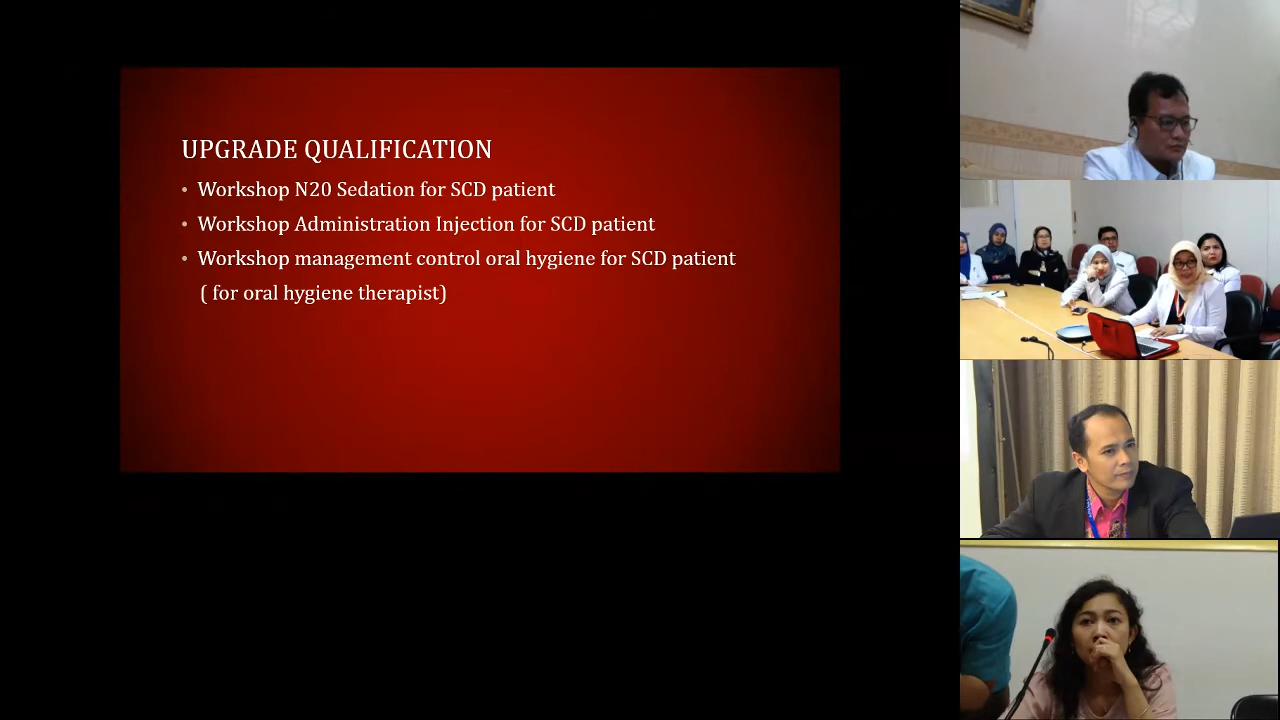 UPGRADE QUALIFICATION
• Workshop N20 Sedation for SCD patient
• Workshop Administration Injection for SCD patient
• Workshop management control oral hygiene for SCD patient
( for oral hygiene therapist)